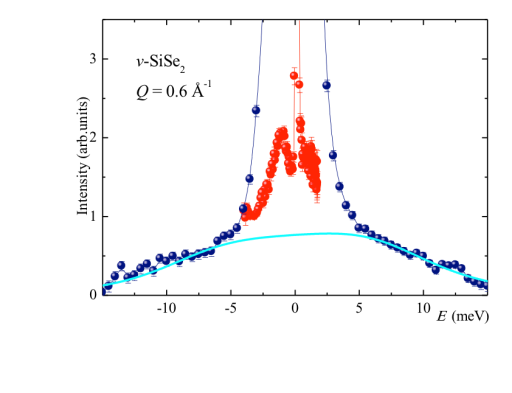 3
2
1
0
Intensity (arb.units)
v-SiSe₂
Q = 0.6 Å⁻¹
-10 -5 0 5 10
E (meV)